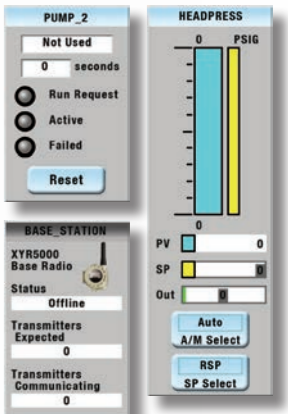 PUMP_2
Not Used
0 seconds
Run Request
Active
Failed
Reset
BASE_STATION
XYR5000
Base Radio
Status
Offline
Transmitters
Expected
0
Transmitters
Communicating
0
HEADPRESS
0 PSIG
0
PV 0
SP 0
Out 0
Auto
A/M Select
RSP
SP Select